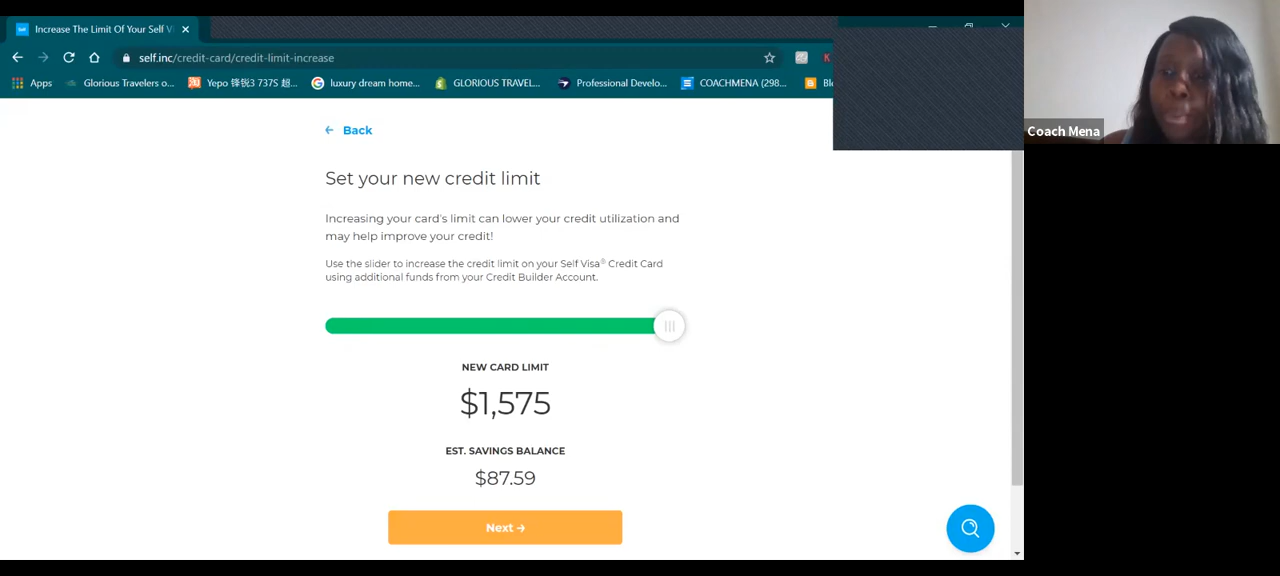 Increase The Limit Of Your Self Vi
self.inc/credit-card/credit-limit-increase
Apps
Glorious Travelers o...
Yepo 锋锐3 737S 超...
luxury dream home...
GLORIOUS TRAVEL...
Professional Develo...
COACHMENA (298...
Blo
Back
Coach Mena
Set your new credit limit
Increasing your card's limit can lower your credit utilization and
may help improve your credit!
Use the slider to increase the credit limit on your Self Visa® Credit Card
using additional funds from your Credit Builder Account.
NEW CARD LIMIT
$1,575
EST. SAVINGS BALANCE
$87.59
Next →